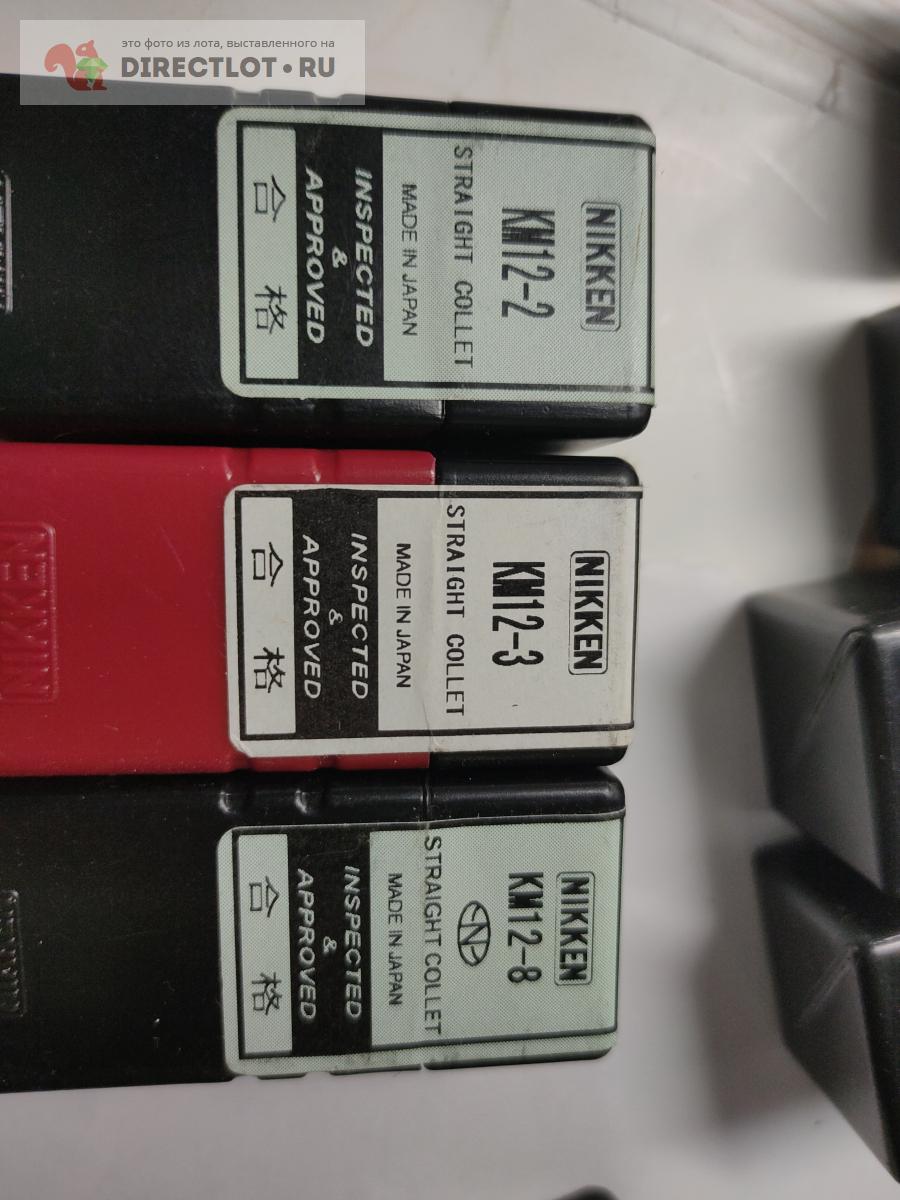 это фото из лота, выставленного на
DIRECTLOT•RU
NIKKEN
KM12-2
STRAIGHT COLLET
MADE IN JAPAN
INSPECTED
&
APPROVED
合格
NIKKEN
KM12-3
STRAIGHT COLLET
MADE IN JAPAN
INSPECTED
&
APPROVED
合格
NIKKEN
NIKKEN
KM12-8
STRAIGHT COLLET
MADE IN JAPAN
INSPECTED
&
APPROVED
合格